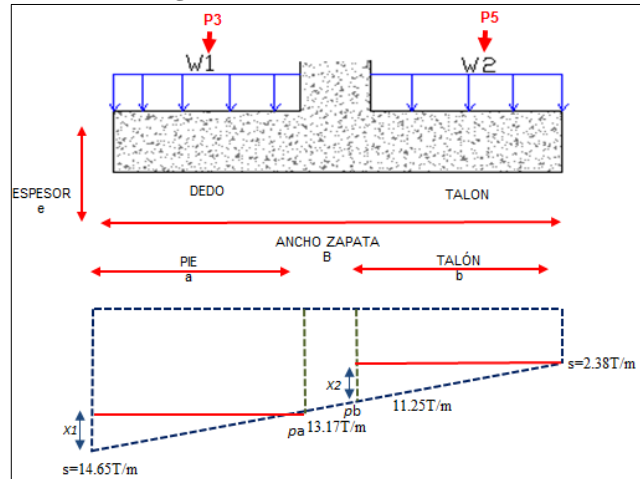 P3
P5
W1
W2
ESPESOR
e
DEDO
TALON
ANCHO ZAPATA
B
PIE
a
TALÓN
b
s=2.38T/m
X2
pb
11.25T/m
X1
pa
13.17T/m
s=14.65T/m